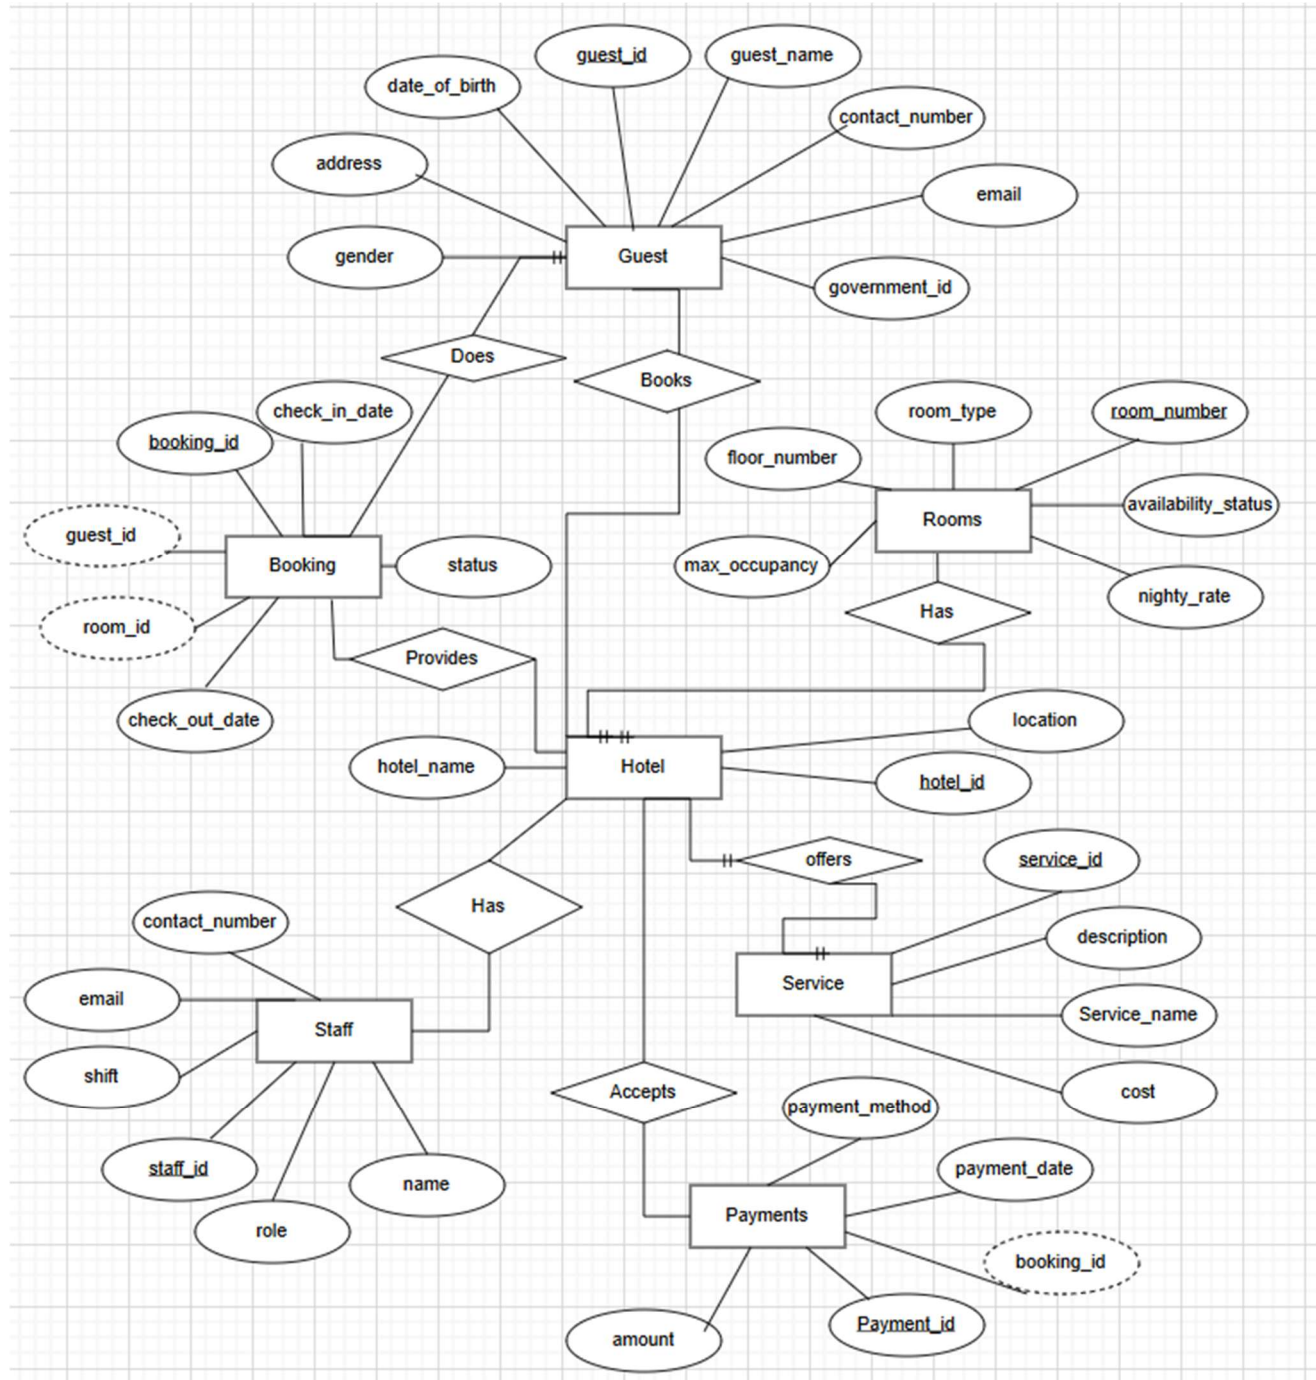 guest_id
guest_name
date_of_birth
contact_number
address
email
gender
Guest
government_id
Does
Books
check_in_date
room_type
room_number
booking_id
floor_number
availability_status
Rooms
guest_id
Booking
status
max_occupancy
nighty_rate
room_id
Has
Provides
check_out_date
location
hotel_name
Hotel
hotel_id
offers
service_id
Has
contact_number
description
Service
email
Service_name
Staff
shift
cost
Accepts
payment_method
staff_id
name
payment_date
role
Payments
booking_id
amount
Payment_id